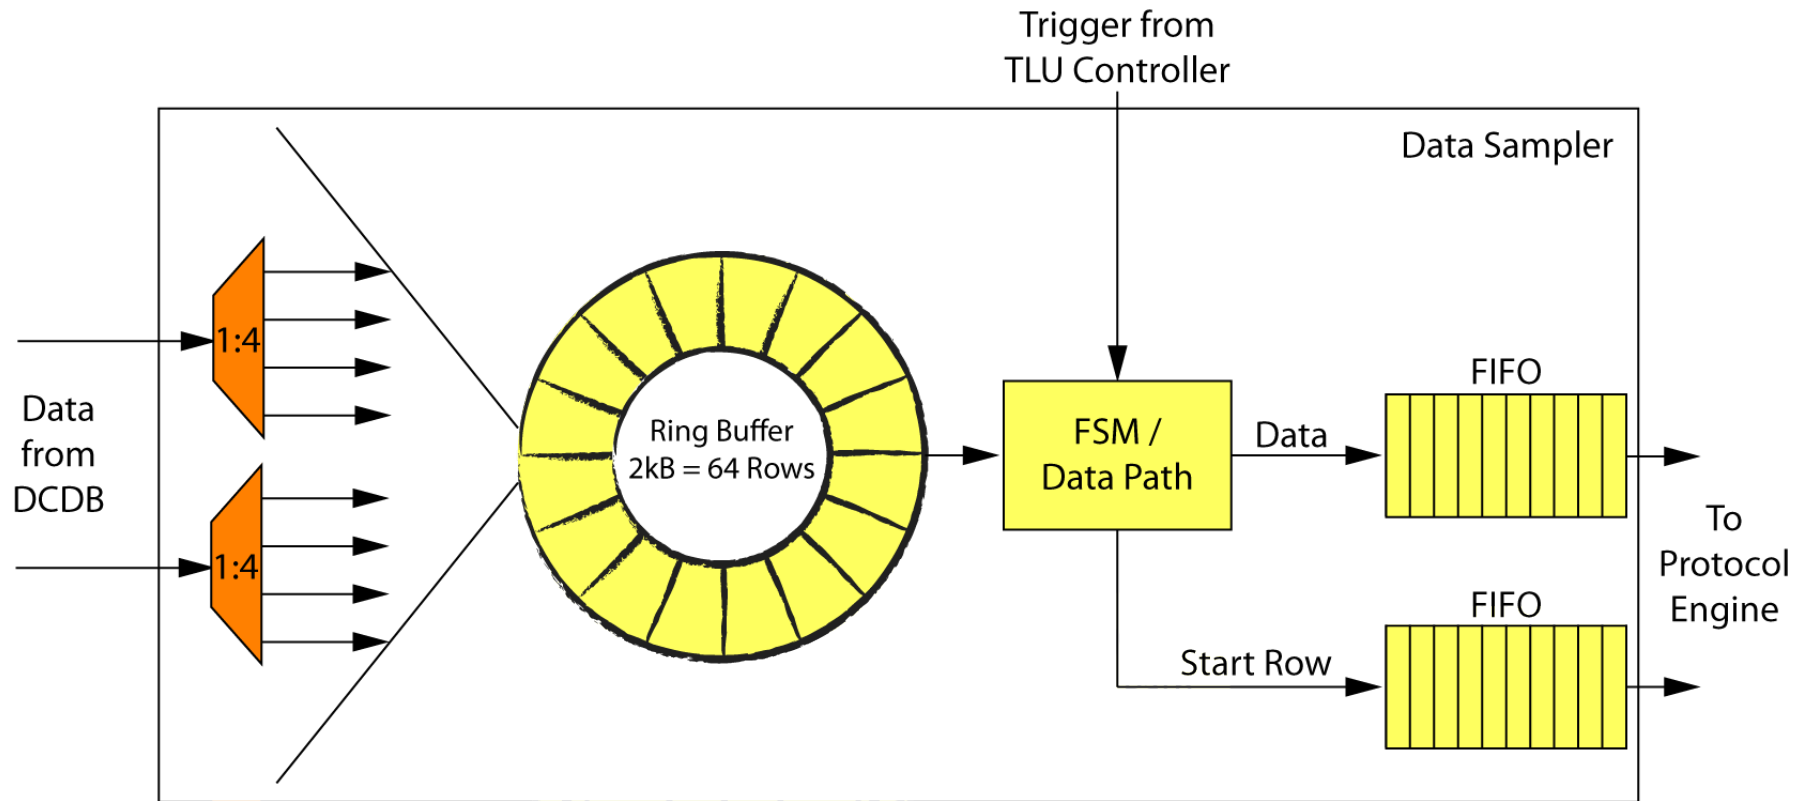 Trigger from
TLU Controller
Data Sampler
1:4
Data
from
DCDB
1:4
Ring Buffer
2kB = 64 Rows
FSM /
Data Path
Data
FIFO
Start Row
FIFO
To
Protocol
Engine